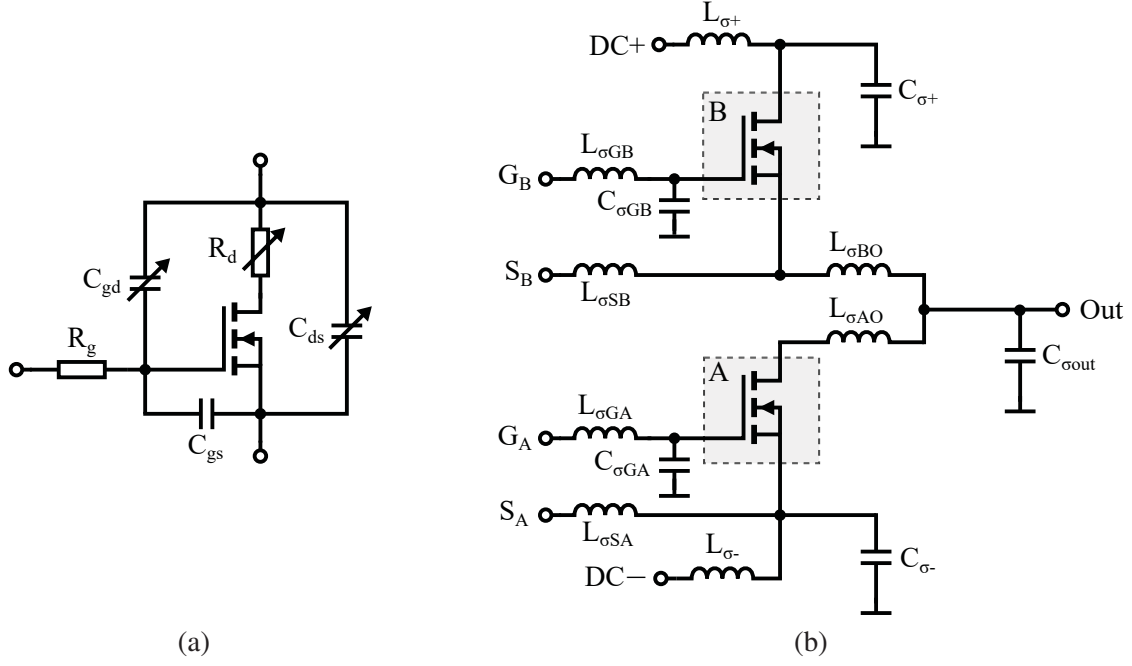 L_σ+
DC+
C_σ+
B
L_σGB
G_B
C_σGB
R_d
C_gd
S_B
L_σSB
L_σBO
L_σAO
Out
C_ds
R_g
C_σout
A
L_σGA
G_A
C_gs
C_σGA
S_A
L_σSA
L_σ-
C_σ-
DC−
(a)
(b)